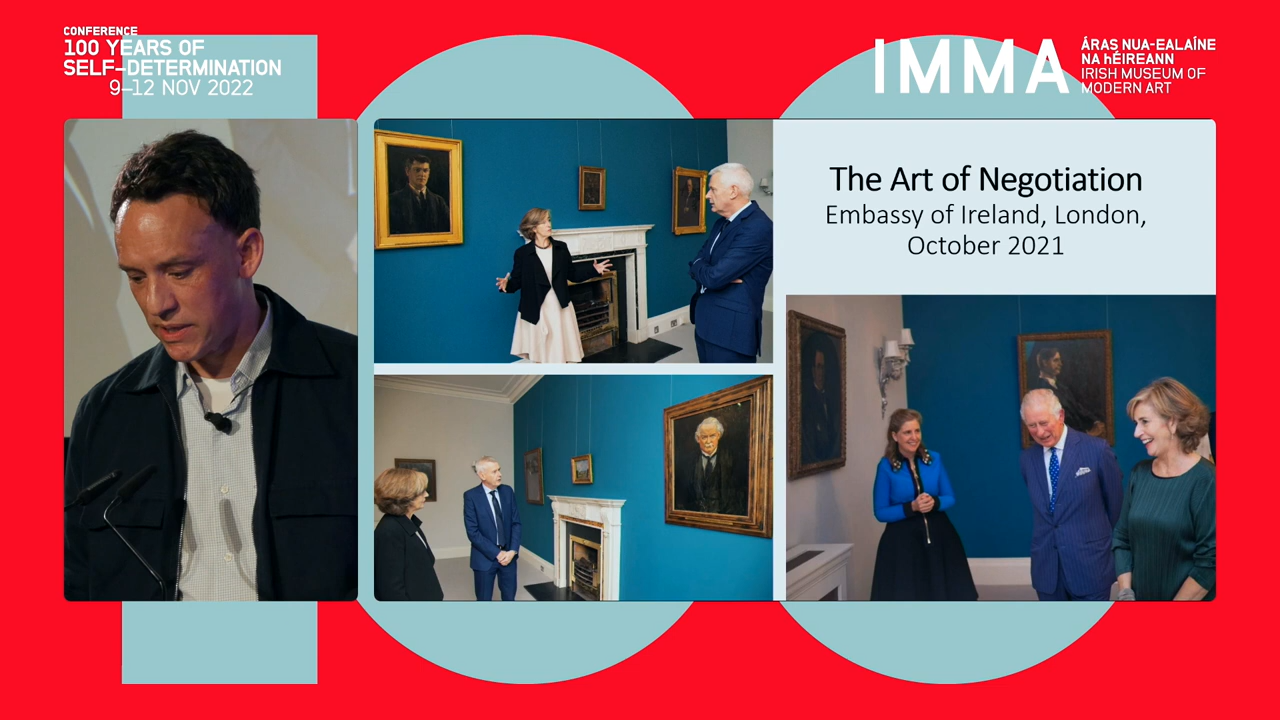 CONFERENCE
100 YEARS OF
SELF–DETERMINATION
9–12 NOV 2022
IMMA
ÁRAS NUA-EALAÍNE
NA hÉIREANN
IRISH MUSEUM OF
MODERN ART
The Art of Negotiation
Embassy of Ireland, London,
October 2021